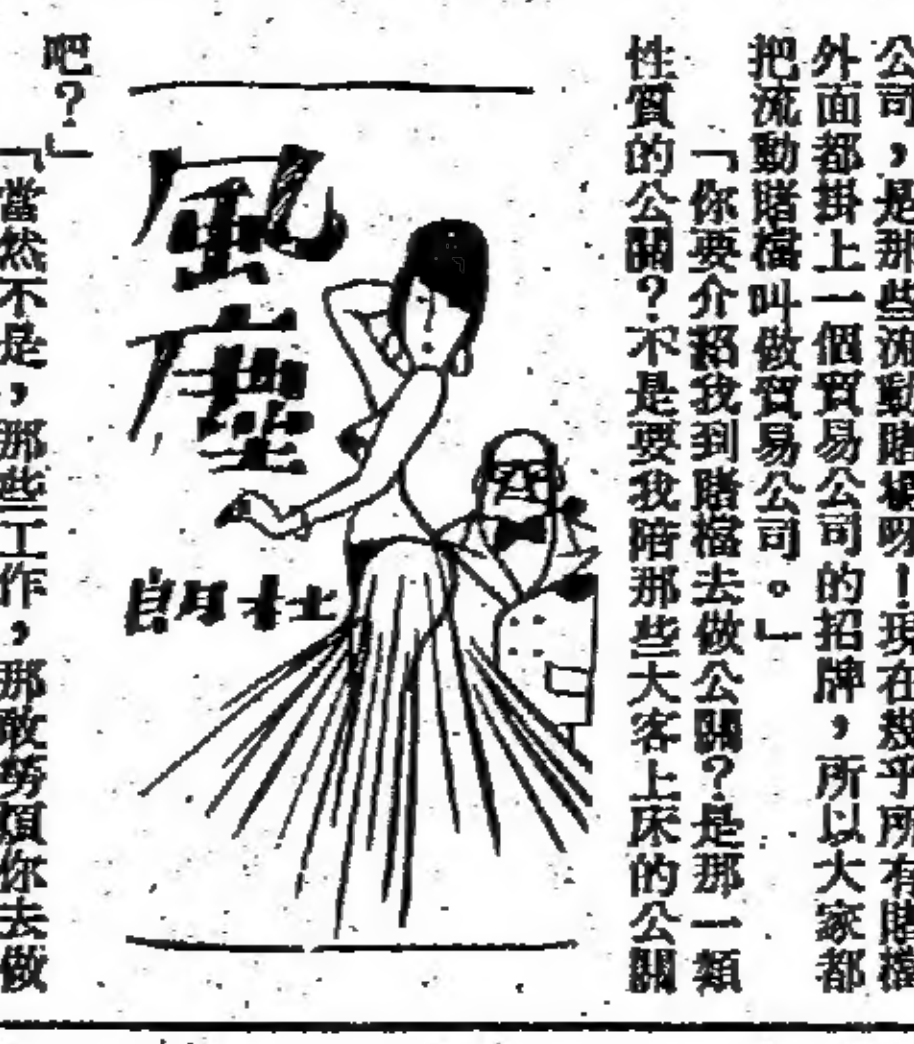 公司，是那些流動賭檔呀！現在幾乎所有賭檔
外面都掛上一個貿易公司的招牌，所以大家都
把流動賭檔叫做貿易公司。」
「你要介紹我到賭檔去做公關？是那一類
性質的公關？不是要我陪那些大客上床的公關
風塵
杜朗
吧？」
「當然不是，那些工作，那敢勞煩你去做